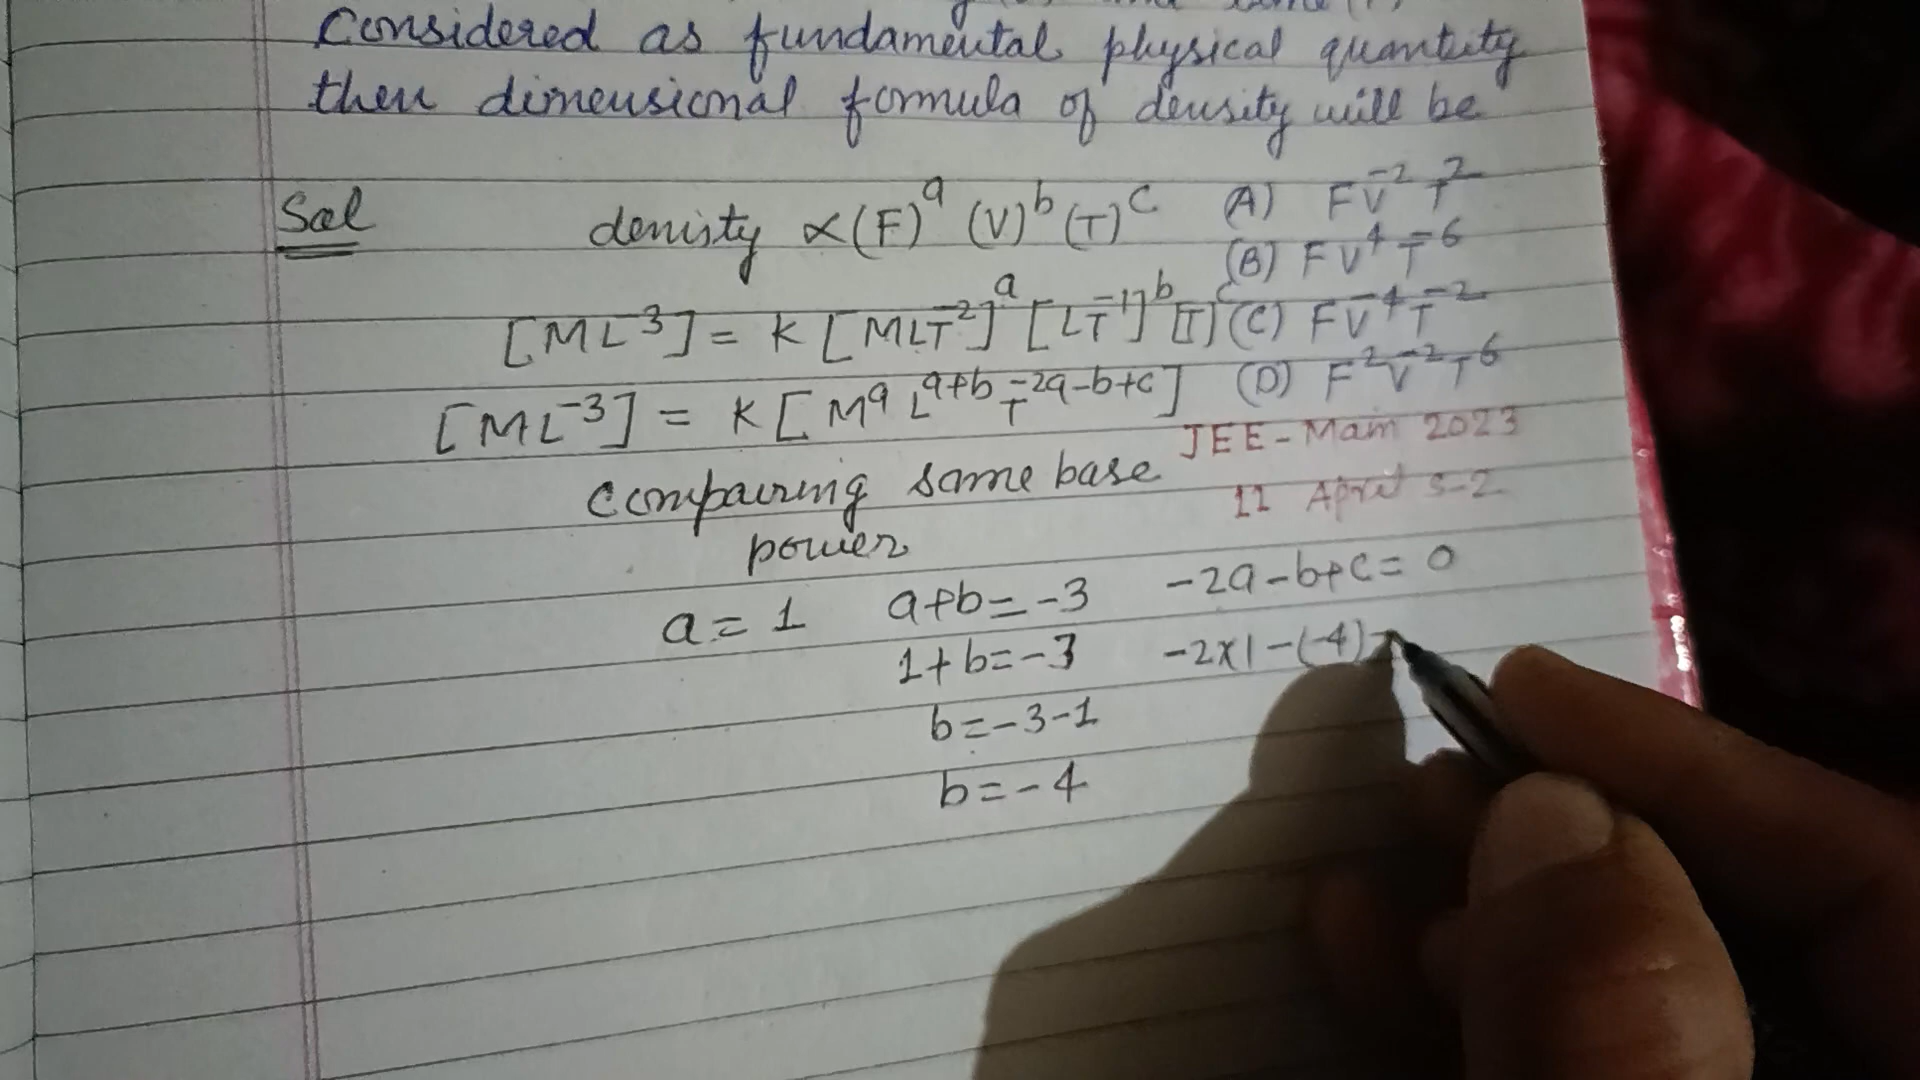 Considered as fundamental physical quantity
then dimensional formula of density will be
Sol
denisty ∝ (F)^a (V)^b (T)^c
(A) FV^-2 T^2
(B) FV^4 T^-6
[ML^-3] = K [MLT^-2]^a [LT^-1]^b [T]^c
(C) FV^-4 T^-2
[ML^-3] = K [M^a L^a+b T^-2a-b+c]
(D) F^2 V^-2 T^6
JEE-Main 2023
Compairing same base
11 April S-2
power
a = 1
a+b = -3
-2a-b+c = 0
1+b = -3
-2×1-(-4)
b = -3-1
b = -4